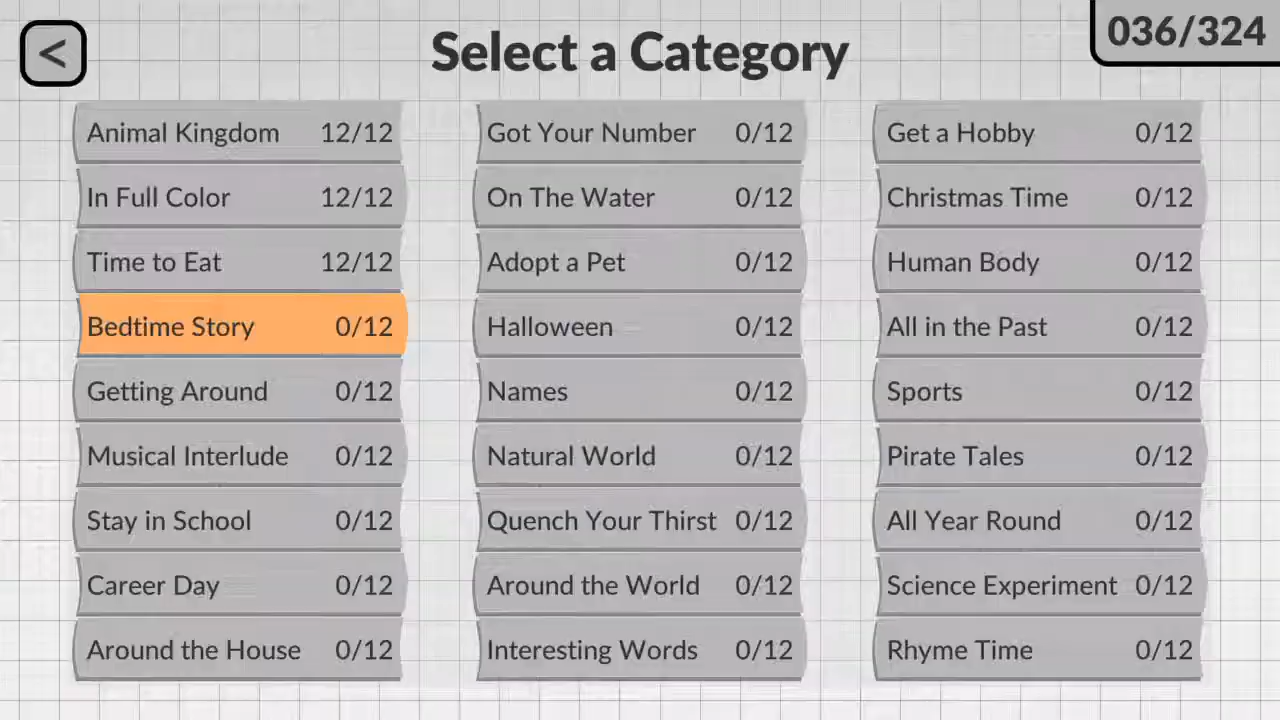 <
Select a Category
036/324
Animal Kingdom 12/12
In Full Color 12/12
Time to Eat 12/12
Bedtime Story 0/12
Getting Around 0/12
Musical Interlude 0/12
Stay in School 0/12
Career Day 0/12
Around the House 0/12
Got Your Number 0/12
On The Water 0/12
Adopt a Pet 0/12
Halloween 0/12
Names 0/12
Natural World 0/12
Quench Your Thirst 0/12
Around the World 0/12
Interesting Words 0/12
Get a Hobby 0/12
Christmas Time 0/12
Human Body 0/12
All in the Past 0/12
Sports 0/12
Pirate Tales 0/12
All Year Round 0/12
Science Experiment 0/12
Rhyme Time 0/12